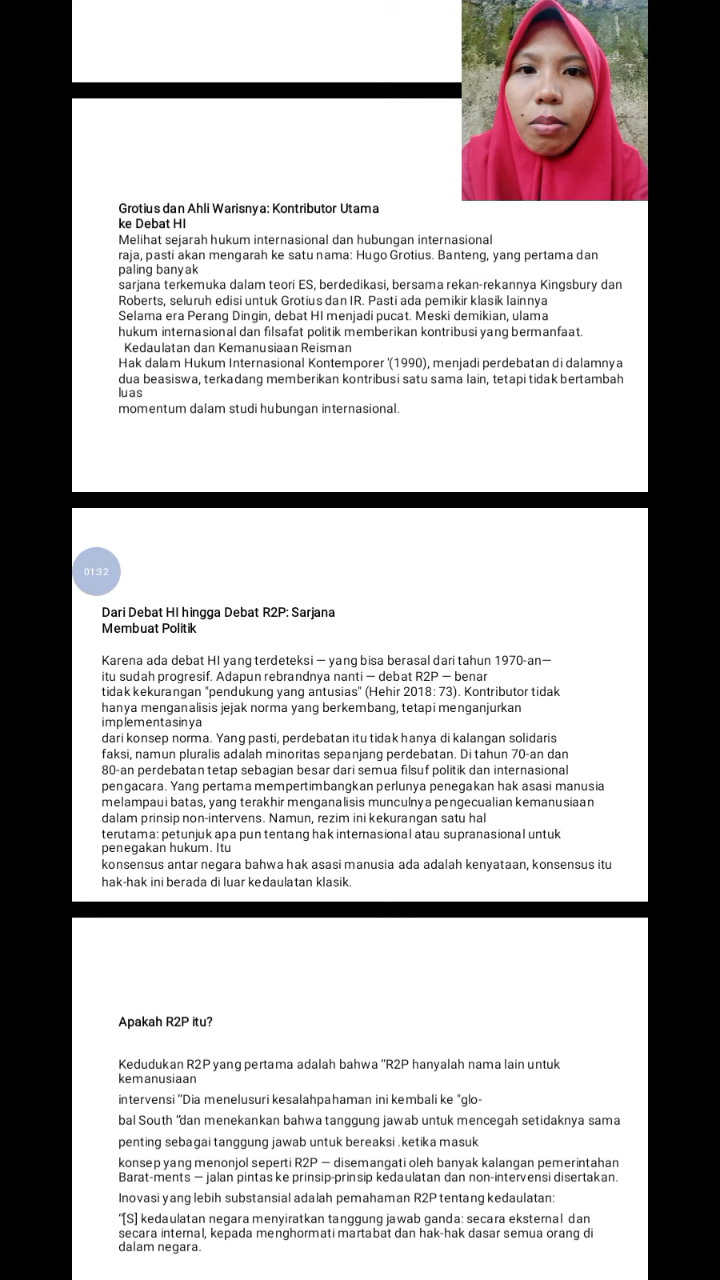 Grotius dan Ahli Warisnya: Kontributor Utama
ke Debat HI
Melihat sejarah hukum internasional dan hubungan internasional
raja, pasti akan mengarah ke satu nama: Hugo Grotius. Banteng, yang pertama dan
paling banyak
sarjana terkemuka dalam teori ES, berdedikasi, bersama rekan-rekannya Kingsbury dan
Roberts, seluruh edisi untuk Grotius dan IR. Pasti ada pemikir klasik lainnya
Selama era Perang Dingin, debat HI menjadi pucat. Meski demikian, ulama
hukum internasional dan filsafat politik memberikan kontribusi yang bermanfaat.
Kedaulatan dan Kemanusiaan Reisman
Hak dalam Hukum Internasional Kontemporer '(1990), menjadi perdebatan di dalamnya
dua beasiswa, terkadang memberikan kontribusi satu sama lain, tetapi tidak bertambah
luas
momentum dalam studi hubungan internasional.
01:32
Dari Debat HI hingga Debat R2P: Sarjana
Membuat Politik
Karena ada debat HI yang terdeteksi — yang bisa berasal dari tahun 1970-an—
itu sudah progresif. Adapun rebrandnya nanti — debat R2P — benar
tidak kekurangan "pendukung yang antusias" (Hehir 2018: 73). Kontributor tidak
hanya menganalisis jejak norma yang berkembang, tetapi menganjurkan
implementasinya
dari konsep norma. Yang pasti, perdebatan itu tidak hanya di kalangan solidaris
faksi, namun pluralis adalah minoritas sepanjang perdebatan. Di tahun 70-an dan
80-an perdebatan tetap sebagian besar dari semua filsuf politik dan internasional
pengacara. Yang pertama mempertimbangkan perlunya penegakan hak asasi manusia
melampaui batas, yang terakhir menganalisis munculnya pengecualian kemanusiaan
dalam prinsip non-intervens. Namun, rezim ini kekurangan satu hal
terutama: petunjuk apa pun tentang hak internasional atau supranasional untuk
penegakan hukum. Itu
konsensus antar negara bahwa hak asasi manusia ada adalah kenyataan, konsensus itu
hak-hak ini berada di luar kedaulatan klasik.
Apakah R2P itu?
Kedudukan R2P yang pertama adalah bahwa “R2P hanyalah nama lain untuk
kemanusiaan
intervensi “Dia menelusuri kesalahpahaman ini kembali ke "glo-
bal South “dan menekankan bahwa tanggung jawab untuk mencegah setidaknya sama
penting sebagai tanggung jawab untuk bereaksi .ketika masuk
konsep yang menonjol seperti R2P — disemangati oleh banyak kalangan pemerintahan
Barat-ments — jalan pintas ke prinsip-prinsip kedaulatan dan non-intervensi disertakan.
Inovasi yang lebih substansial adalah pemahaman R2P tentang kedaulatan:
“[S] kedaulatan negara menyiratkan tanggung jawab ganda: secara eksternal dan
secara internal, kepada menghormati martabat dan hak-hak dasar semua orang di
dalam negara.